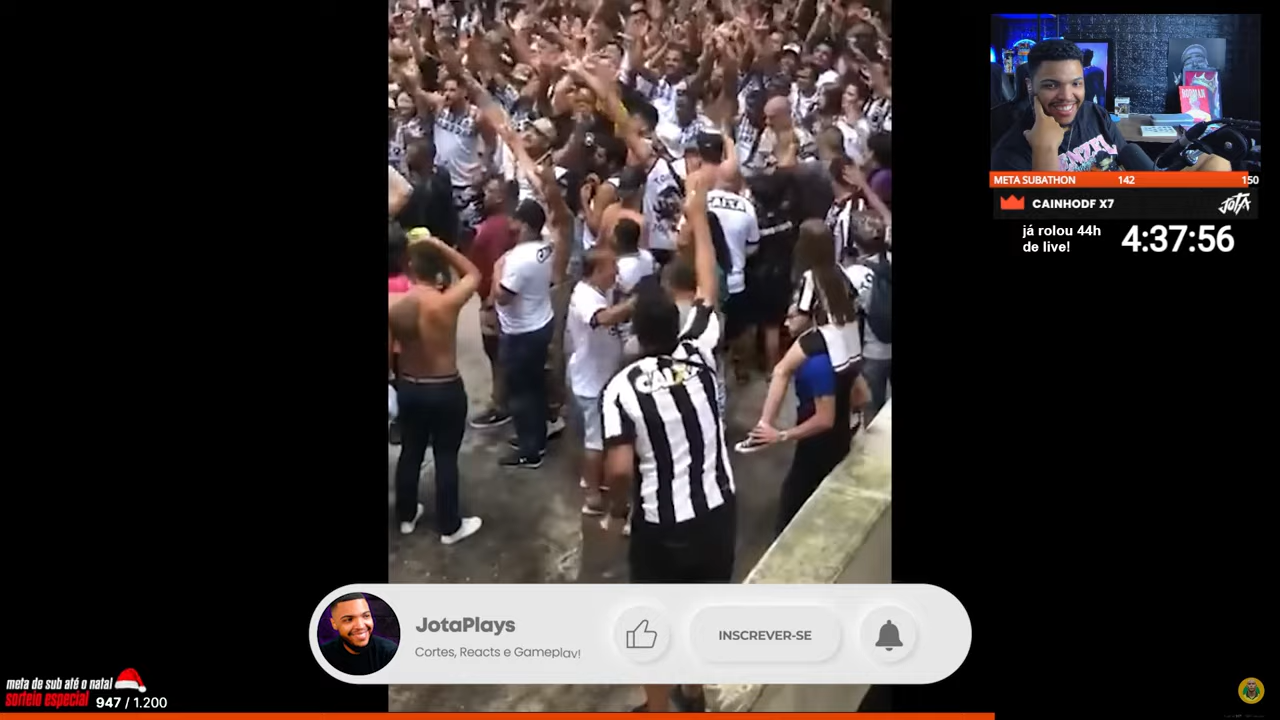 META SUBATHON 142 150
CAINHODF X7 JOTA
já rolou 44h
de live!
4:37:56
CAIXA
CAIXA
JotaPlays
Cortes, Reacts e Gameplay!
INSCREVER-SE
meta de sub até o natal
sorteio especial 947 / 1.200